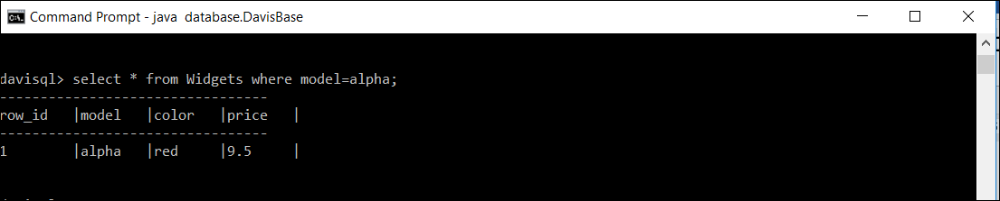 Command Prompt - java  database.DavisBase
davisql> select * from Widgets where model=alpha;
---------------------------------
row_id   |model   |color   |price   |
---------------------------------
1        |alpha   |red     |9.5     |